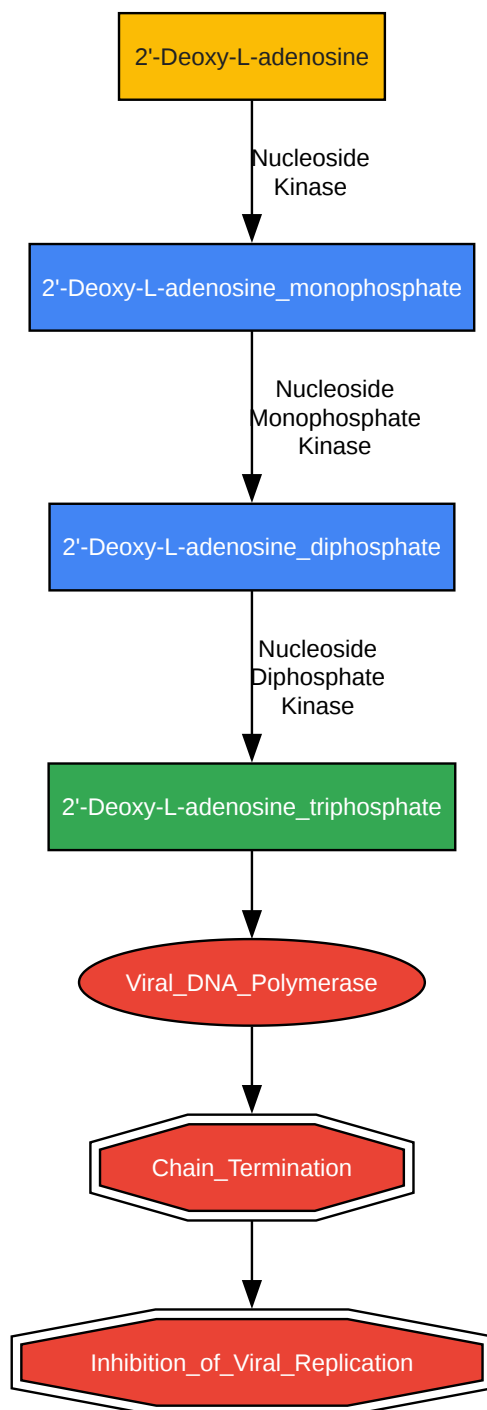 2'-Deoxy-L-adenosine
Nucleoside
Kinase
2'-Deoxy-L-adenosine_monophosphate
Nucleoside
Monophosphate
Kinase
2'-Deoxy-L-adenosine_diphosphate
Nucleoside
Diphosphate
Kinase
2'-Deoxy-L-adenosine_triphosphate
Viral_DNA_Polymerase
Chain_Termination
Inhibition_of_Viral_Replication